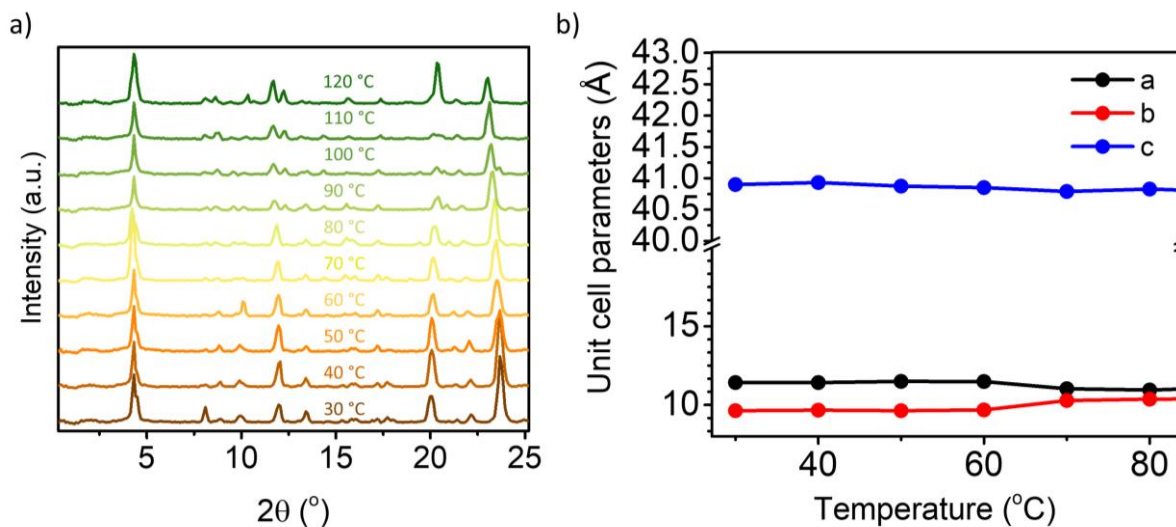 a)
Intensity (a.u.)
120 °C
110 °C
100 °C
90 °C
80 °C
70 °C
60 °C
50 °C
40 °C
30 °C
5 10 15 20 25
2θ (°)
b)
Unit cell parameters (Å)
43.0
42.5
42.0
41.5
41.0
40.5
40.0
15
10
a
b
c
40 60 80
Temperature (°C)